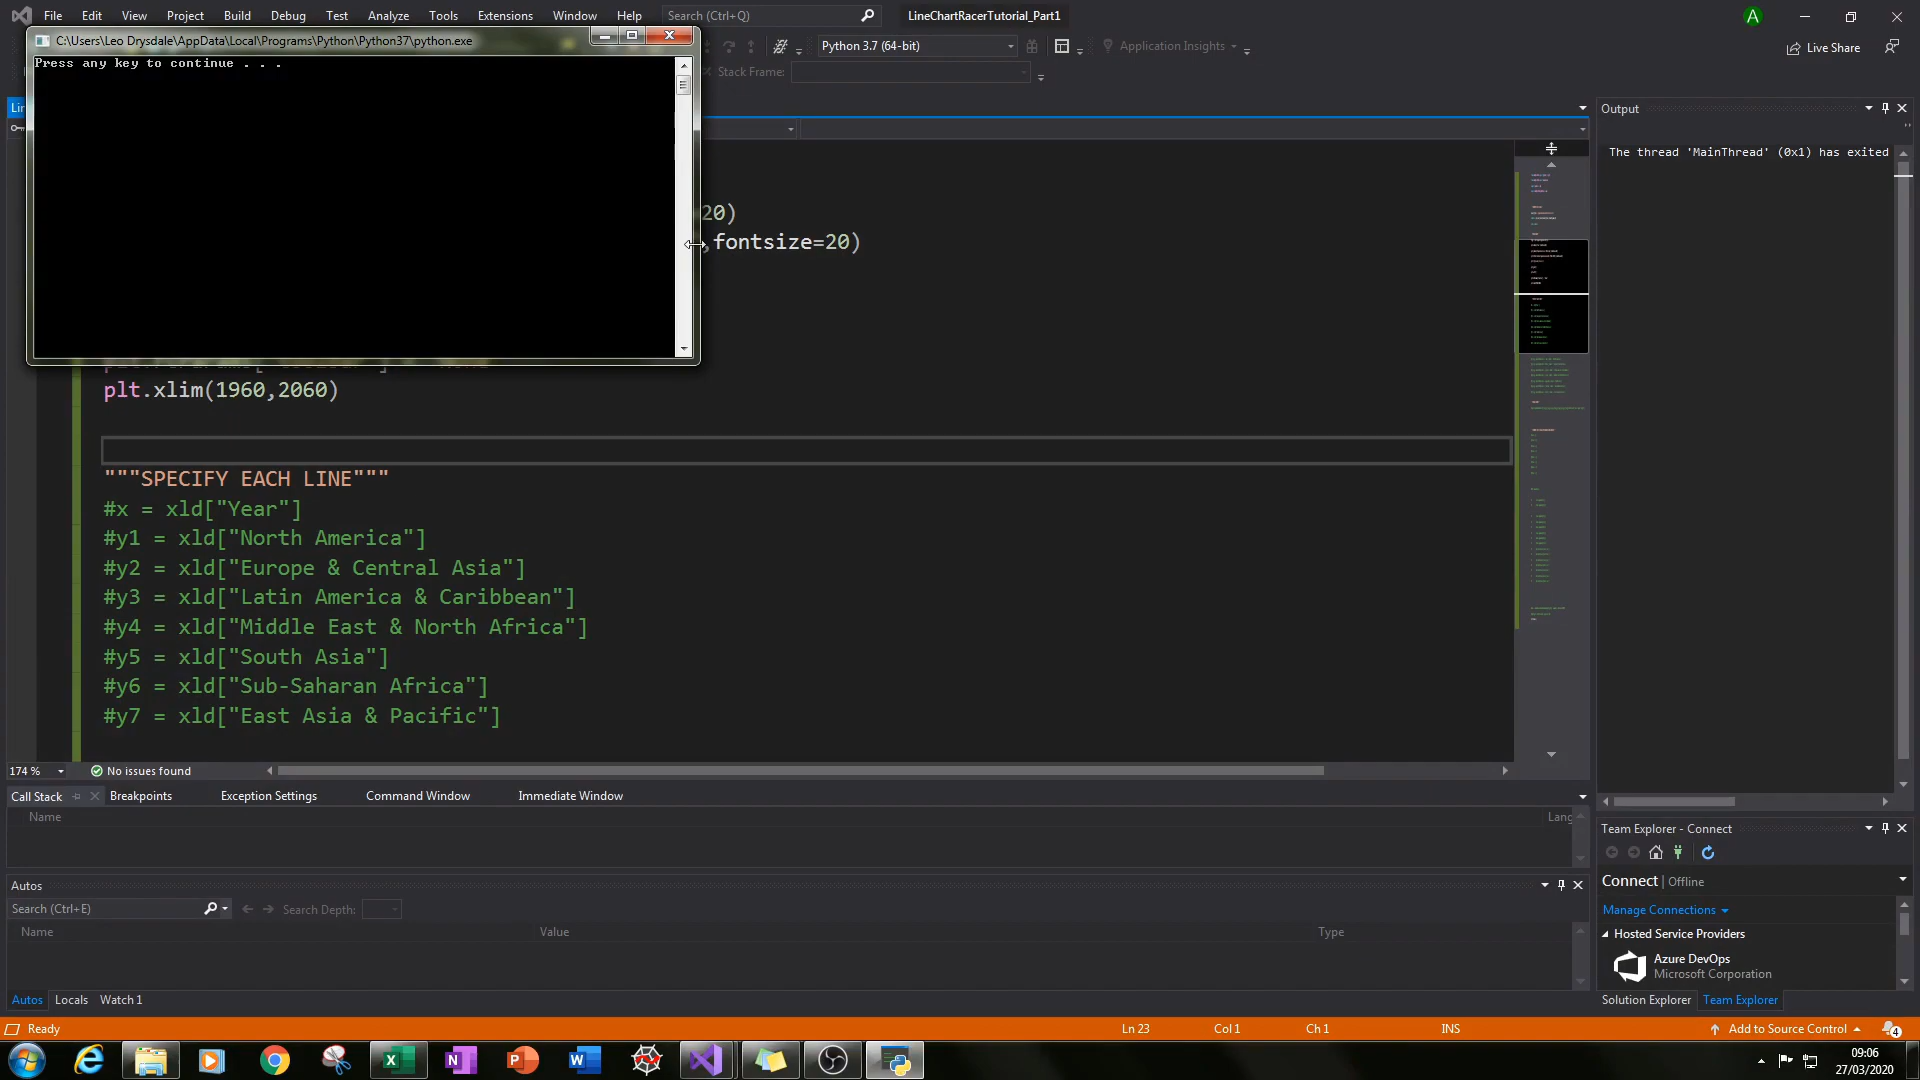 File Edit View Project Build Debug Test Analyze Tools Extensions Window Help Search (Ctrl+Q) LineChartRacerTutorial_Part1 A
C:\Users\Leo Drysdale\AppData\Local\Programs\Python\Python37\python.exe
Python 3.7 (64-bit) Application Insights Live Share
Press any key to continue . . .
Stack Frame:
Lin
Output
The thread 'MainThread' (0x1) has exited
20)
,fontsize=20)
plt.xlim(1960,2060)
"""SPECIFY EACH LINE"""
#x = xld["Year"]
#y1 = xld["North America"]
#y2 = xld["Europe & Central Asia"]
#y3 = xld["Latin America & Caribbean"]
#y4 = xld["Middle East & North Africa"]
#y5 = xld["South Asia"]
#y6 = xld["Sub-Saharan Africa"]
#y7 = xld["East Asia & Pacific"]
174 % No issues found
Call Stack Breakpoints Exception Settings Command Window Immediate Window
Name Lang
Team Explorer - Connect
Connect | Offline
Manage Connections
Hosted Service Providers
Azure DevOps
Microsoft Corporation
Solution Explorer Team Explorer
Autos
Search (Ctrl+E) Search Depth:
Name Value Type
Autos Locals Watch 1
Ready Ln 23 Col 1 Ch 1 INS Add to Source Control 4
09:06
27/03/2020